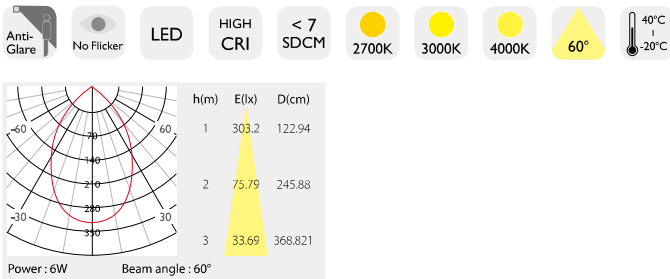 Anti-
Glare
No Flicker
LED
HIGH
CRI
< 7
SDCM
2700K
3000K
4000K
60°
40°C
-20°C
h(m) E(lx) D(cm)
1 303.2 122.94
2 75.79 245.88
3 33.69 368.821
-60 60
70
140
210
280
-30 30
350
Power : 6W Beam angle : 60°